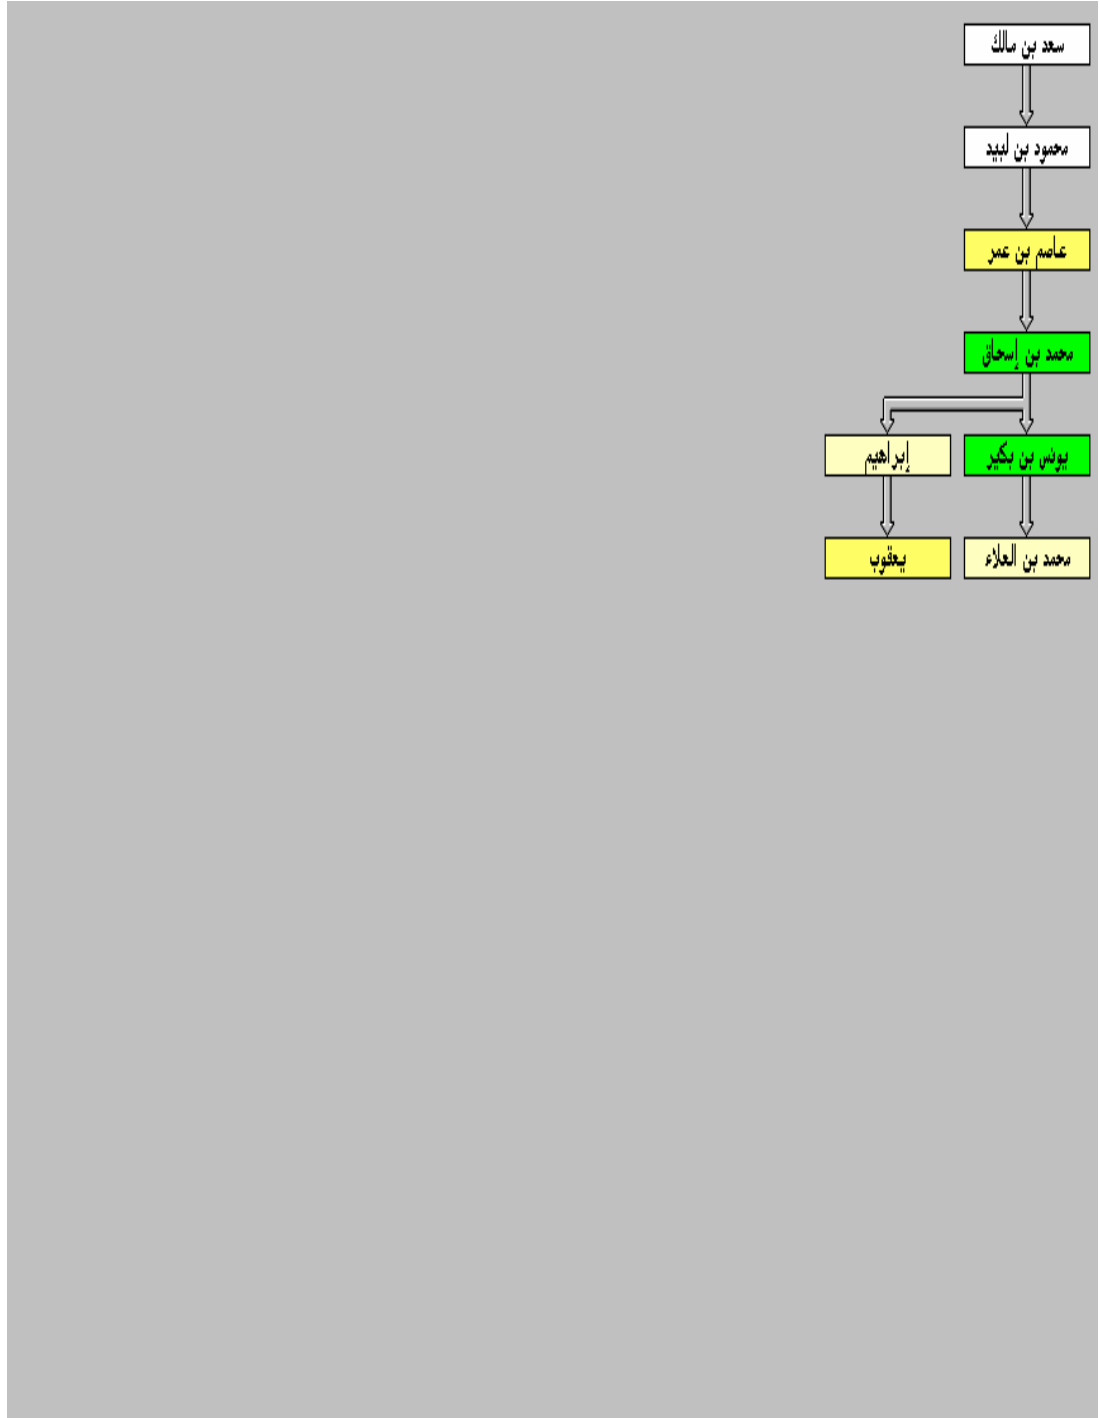 سعد بن مالك
محمود بن لبيد
عاصم بن عمر
محمد بن إسحاق
يونس بن بكير
إبراهيم
محمد بن العلاء
يعقوب